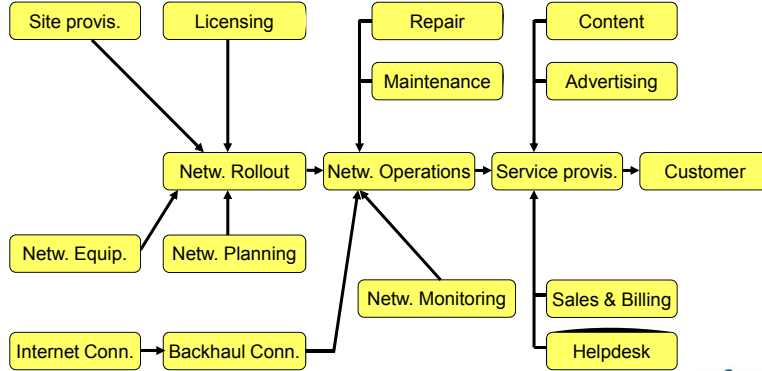 Site provis.
Licensing
Repair
Content
Maintenance
Advertising
Netw. Rollout
Netw. Operations
Service provis.
Customer
Netw. Equip.
Netw. Planning
Netw. Monitoring
Sales & Billing
Internet Conn.
Backhaul Conn.
Helpdesk